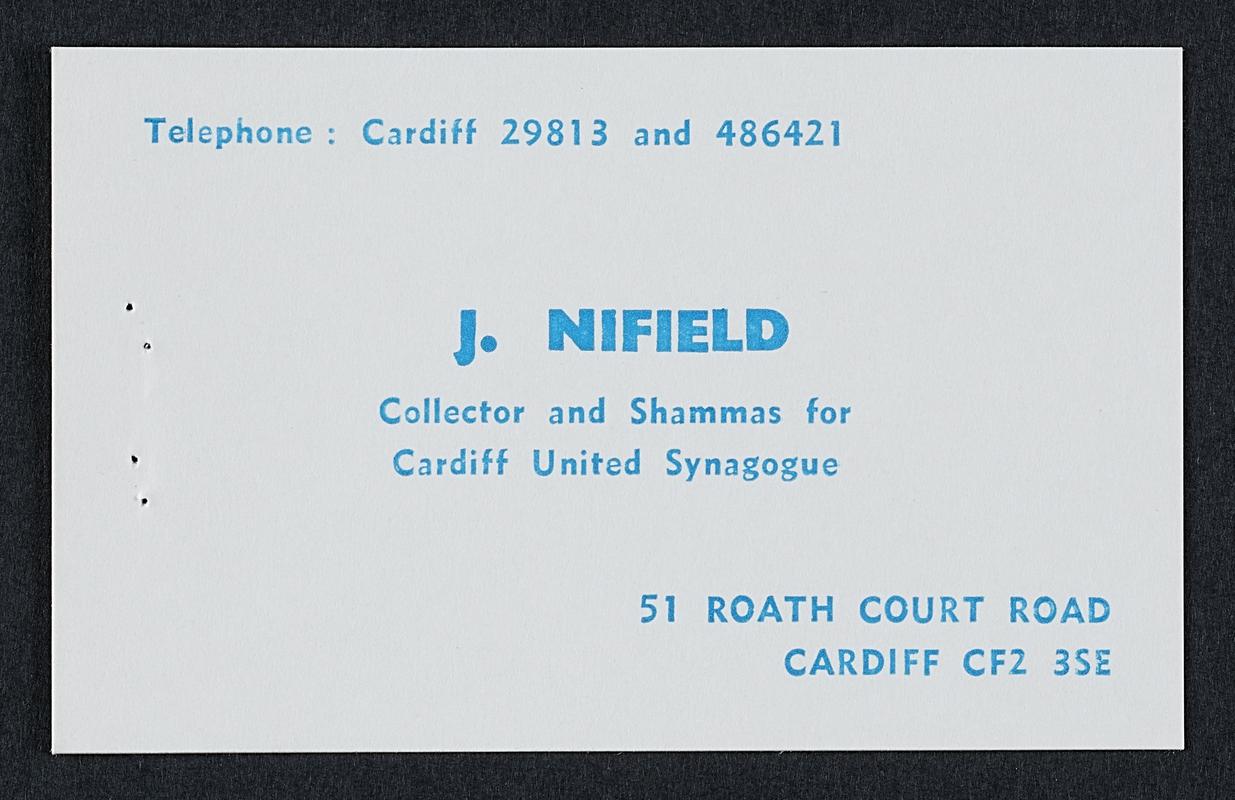 Telephone : Cardiff 29813 and 486421
J. NIFIELD
Collector and Shammas for
Cardiff United Synagogue
51 ROATH COURT ROAD
CARDIFF CF2 3SE